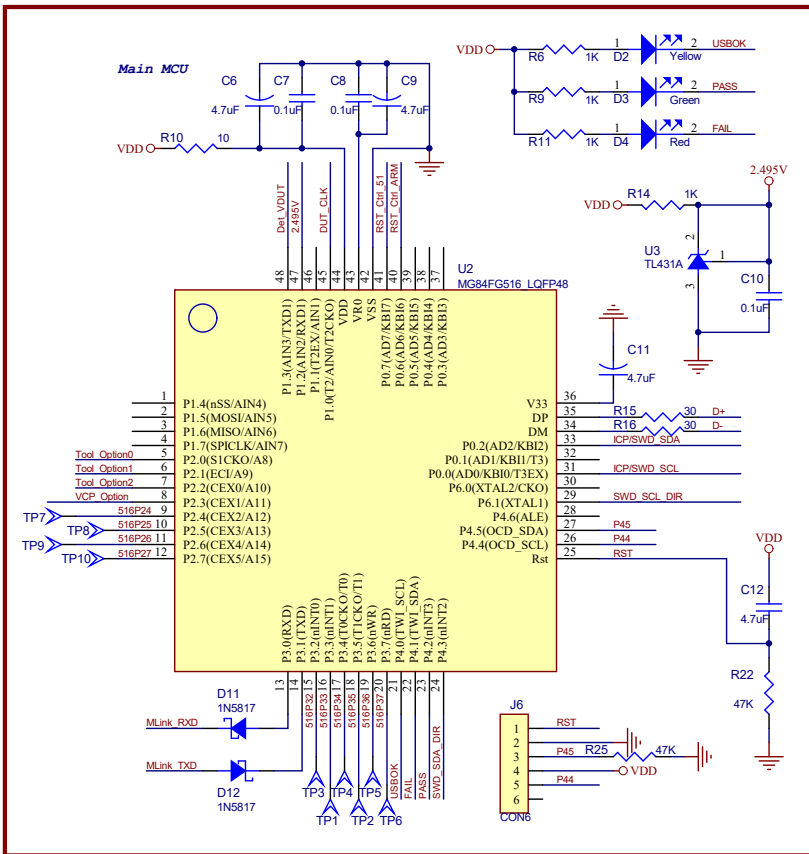 Main MCU
C6
C7
C8
C9
4.7uF
0.1uF
0.1uF
4.7uF
R10
10
VDD
VDD
R6
1K
1
D2
2
Yellow
USBOK
R9
1K
1
D3
2
Green
PASS
R11
1K
1
D4
2
Red
FAIL
2.495V
R14
1K
VDD
U3
TL431A
2
1
3
C10
0.1uF
Det_VDUT
2.495V
DUT_CLK
RST_Ctrl_51
RST_Ctrl_ARM
48
47
46
45
44
43
42
41
40
39
38
37
U2
MG84FG516_LQFP48
P1.3(AIN3/TXD1)
P1.2(AIN2/RXD1)
P1.1(T2EX/AIN1)
P1.0(T2/AIN0/T2CKO)
VDD
VR0
VSS
P0.7(AD7/KBI7)
P0.6(AD6/KBI6)
P0.5(AD5/KBI5)
P0.4(AD4/KBI4)
P0.3(AD3/KBI3)
C11
4.7uF
1
P1.4(nSS/AIN4)
2
P1.5(MOSI/AIN5)
3
P1.6(MISO/AIN6)
4
P1.7(SPICLK/AIN7)
Tool_Option0
5
P2.0(S1CKO/A8)
Tool_Option1
6
P2.1(ECI/A9)
Tool_Option2
7
P2.2(CEX0/A10)
VCP_Option
8
P2.3(CEX1/A11)
TP7
516P24
9
P2.4(CEX2/A12)
TP8
516P25
10
P2.5(CEX3/A13)
TP9
516P26
11
P2.6(CEX4/A14)
TP10
516P27
12
P2.7(CEX5/A15)
V33
36
DP
35
R15
30
D+
DM
34
R16
30
D-
P0.2(AD2/KBI2)
33
ICP/SWD_SDA
P0.1(AD1/KBI1/T3)
32
P0.0(AD0/KBI0/T3EX)
31
ICP/SWD_SCL
P6.0(XTAL2/CKO)
30
P6.1(XTAL1)
29
SWD_SCL_DIR
P4.6(ALE)
28
P4.5(OCD_SDA)
27
P45
P4.4(OCD_SCL)
26
P44
Rst
25
RST
VDD
C12
4.7uF
R22
47K
P3.0(RXD)
P3.1(TXD)
P3.2(nINT0)
P3.3(nINT1)
P3.4(T0CKO/T0)
P3.5(T1CKO/T1)
P3.6(nWR)
P3.7(nRD)
P4.0(TWI_SCL)
P4.1(TWI_SDA)
P4.2(nINT3)
P4.3(nINT2)
13
14
15
16
17
18
19
20
21
22
23
24
516P32
516P33
516P34
516P35
516P36
516P37
USBOK
FAIL
PASS
SWD_SDA_DIR
D11
1N5817
MLink_RXD
MLink_TXD
D12
1N5817
TP3
TP4
TP5
TP1
TP2
TP6
J6
1
RST
2
3
P45
R25
47K
4
VDD
5
P44
6
CON6